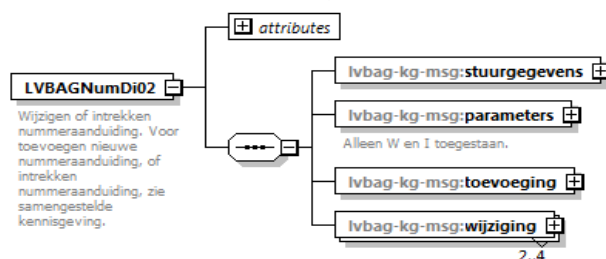 attributes
LVBAGNumDi02
Wijzigen of intrekken
nummeraanduiding. Voor
toevoegen nieuwe
nummeraanduiding, of
intrekken
nummeraanduiding, zie
samengestelde
kennisgeving.
lvbag-kg-msg:stuurgegevens
lvbag-kg-msg:parameters
Alleen W en I toegestaan.
lvbag-kg-msg:toevoeging
lvbag-kg-msg:wijziging
2..4